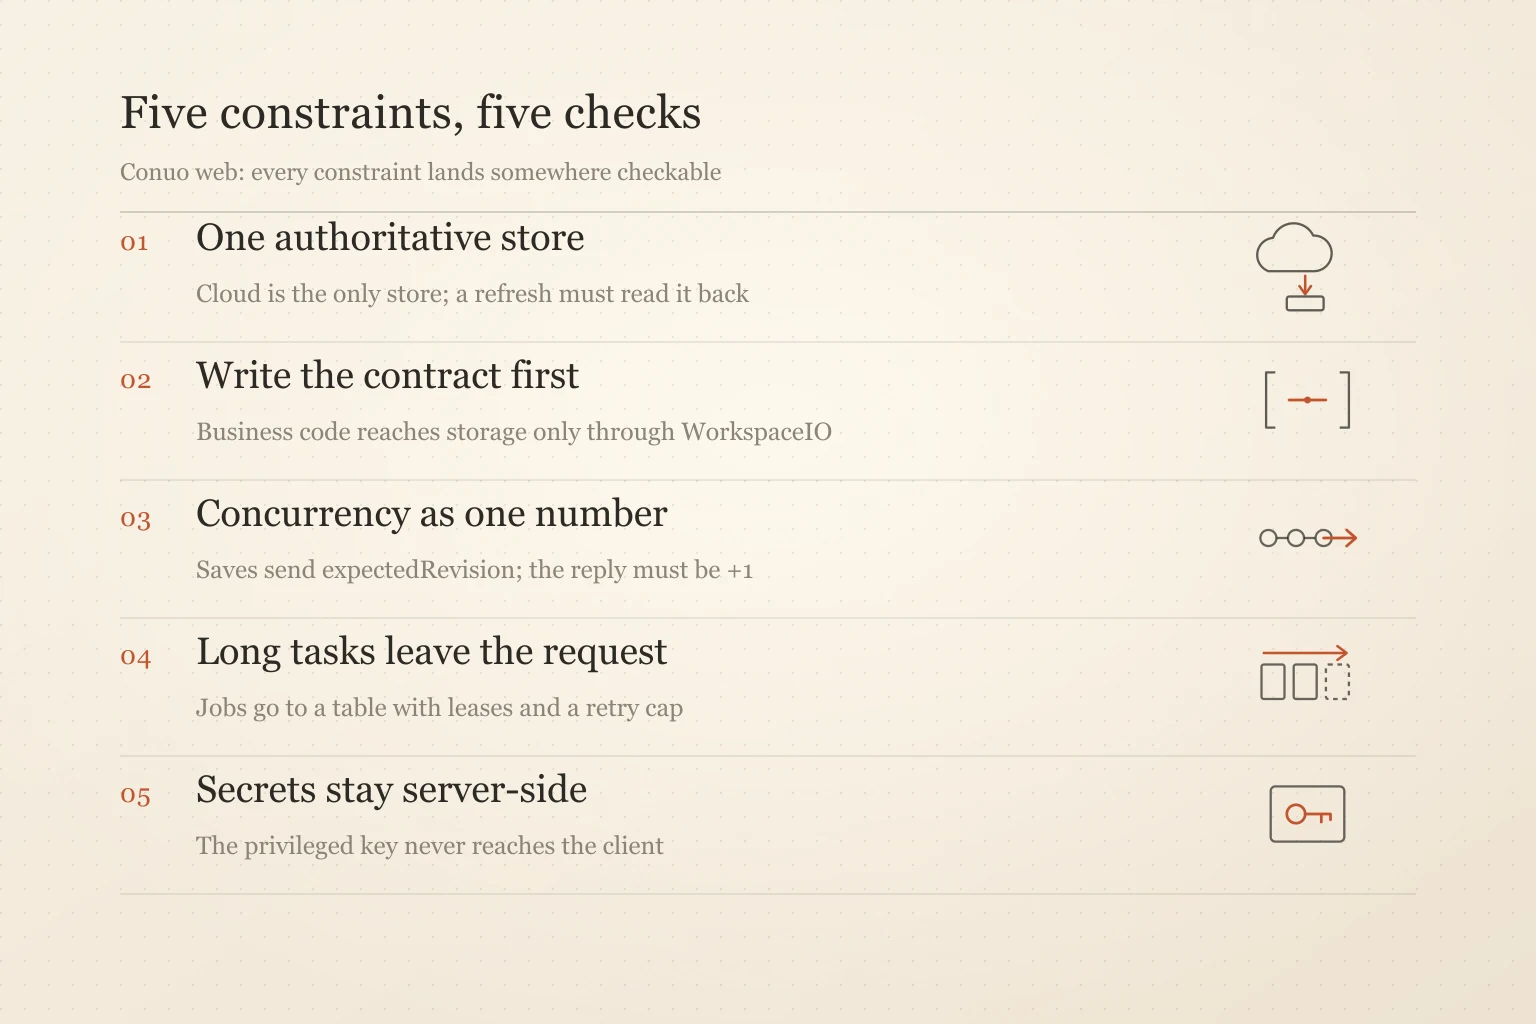 Five constraints, five checks
Conuo web: every constraint lands somewhere checkable
01 One authoritative store
Cloud is the only store; a refresh must read it back
02 Write the contract first
Business code reaches storage only through WorkspaceIO
03 Concurrency as one number
Saves send expectedRevision; the reply must be +1
04 Long tasks leave the request
Jobs go to a table with leases and a retry cap
05 Secrets stay server-side
The privileged key never reaches the client